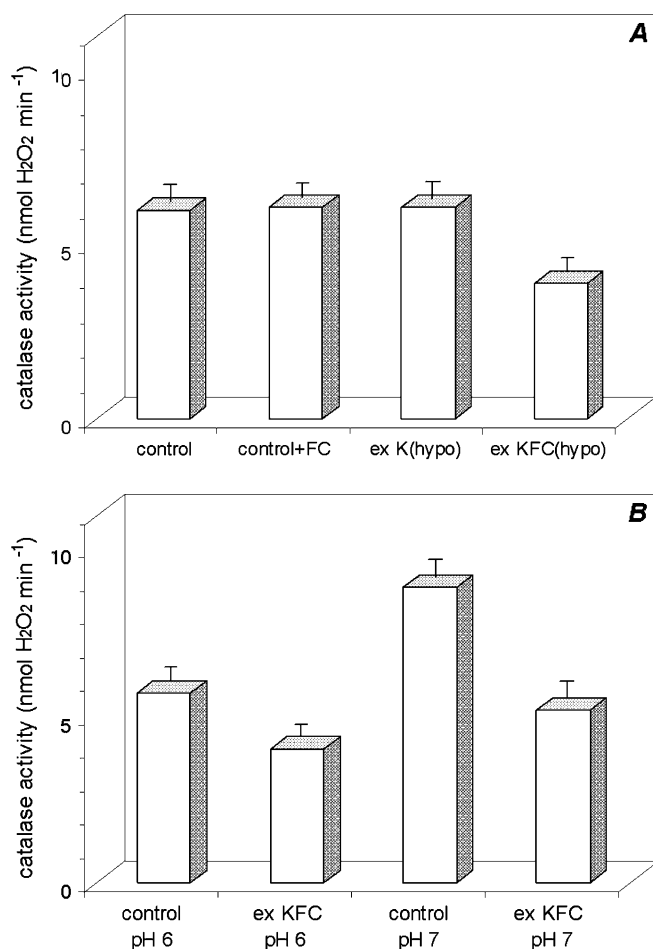 A
catalase activity (nmol H2O2 min -1)
10
5
0
control
control+FC
ex K(hypo)
ex KFC(hypo)
B
catalase activity (nmol H2O2 min -1)
10
5
0
control
pH 6
ex KFC
pH 6
control
pH 7
ex KFC
pH 7